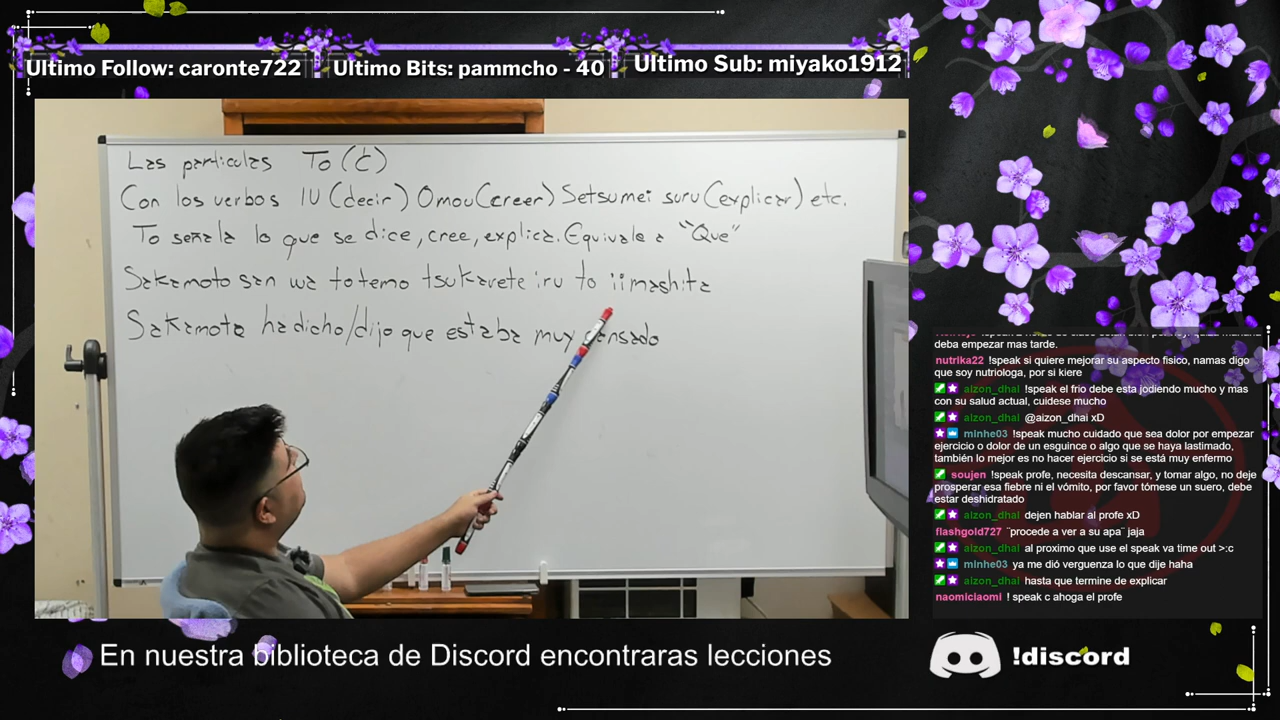 Ultimo Follow: caronte722
Ultimo Bits: pammcho - 40
Ultimo Sub: miyako1912
Las particulas To (と)
Con los verbos IU (decir) Omou (creer) Setsumei suru (explicar) etc.
To señala lo que se dice, cree, explica. Equivale a "Que"
Sakamoto san wa totemo tsukarete iru to iimashita
Sakamoto ha dicho/dijo que estaba muy cansado
deba empezar mas tarde.
nutrika22 !speak si quiere mejorar su aspecto fisico, namas digo
que soy nutriologa, por si kiere
aizon_dhai !speak el frio debe esta jodiendo mucho y mas
con su salud actual, cuidese mucho
aizon_dhai @aizon_dhai xD
minhe03 !speak mucho cuidado que sea dolor por empezar
ejercicio o dolor de un esguince o algo que se haya lastimado,
también lo mejor es no hacer ejercicio si se está muy enfermo
soujen !speak profe, necesita descansar, y tomar algo, no deje
prosperar esa fiebre ni el vómito, por favor tómese un suero, debe
estar deshidratado
aizon_dhai dejen hablar al profe xD
flashgold727 ¨procede a ver a su apa¨ jaja
aizon_dhai al proximo que use el speak va time out >:c
minhe03 ya me dió verguenza lo que dije haha
aizon_dhai hasta que termine de explicar
naomiciaomi ! speak c ahoga el profe
En nuestra biblioteca de Discord encontraras lecciones
!discord